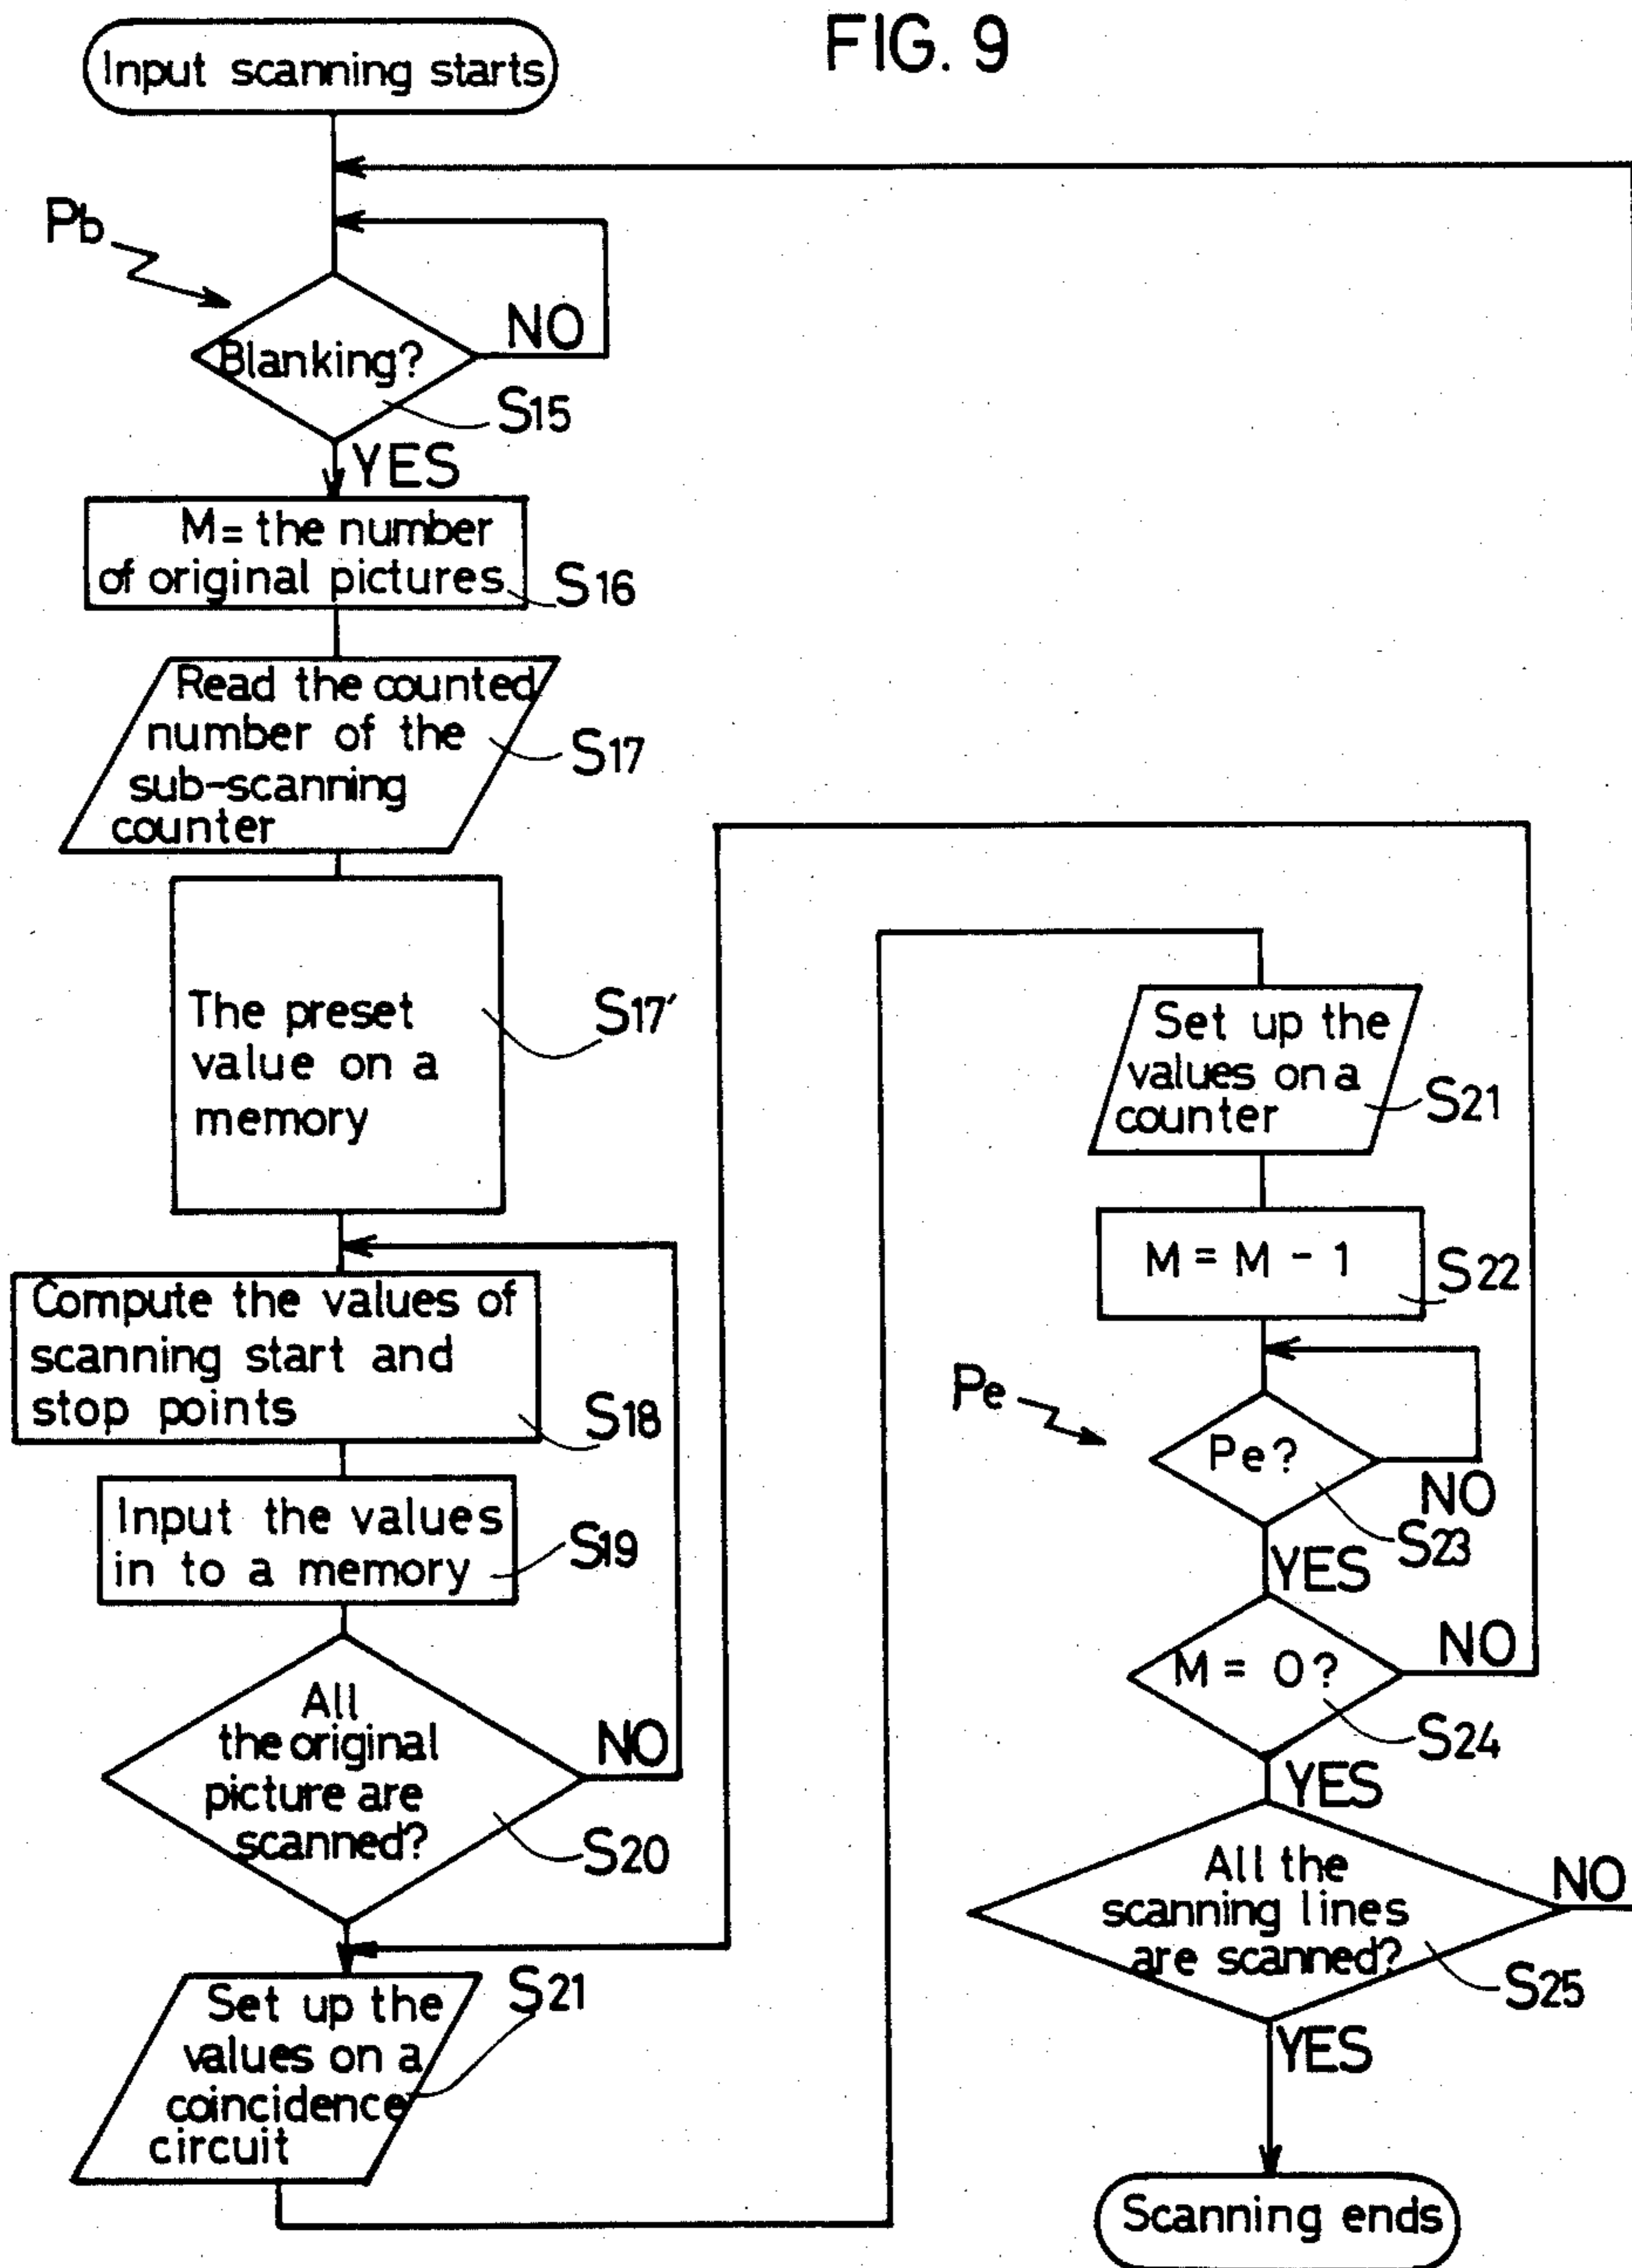 FIG. 9
Input scanning starts
Pb
NO
Blanking?
S15
YES
M = the number
of original pictures
S16
Read the counted
number of the
sub-scanning
counter
S17
The preset
value on a
memory
S17'
Compute the values of
scanning start and
stop points
S18
Input the values
in to a memory
S19
All
the original
picture are
scanned?
NO
S20
Set up the
values on a
coincidence
circuit
S21
Set up the
values on a
counter
S21
M = M - 1
S22
Pe
Pe?
NO
S23
YES
M = 0?
NO
S24
YES
All the
scanning lines
are scanned?
NO
S25
YES
Scanning ends